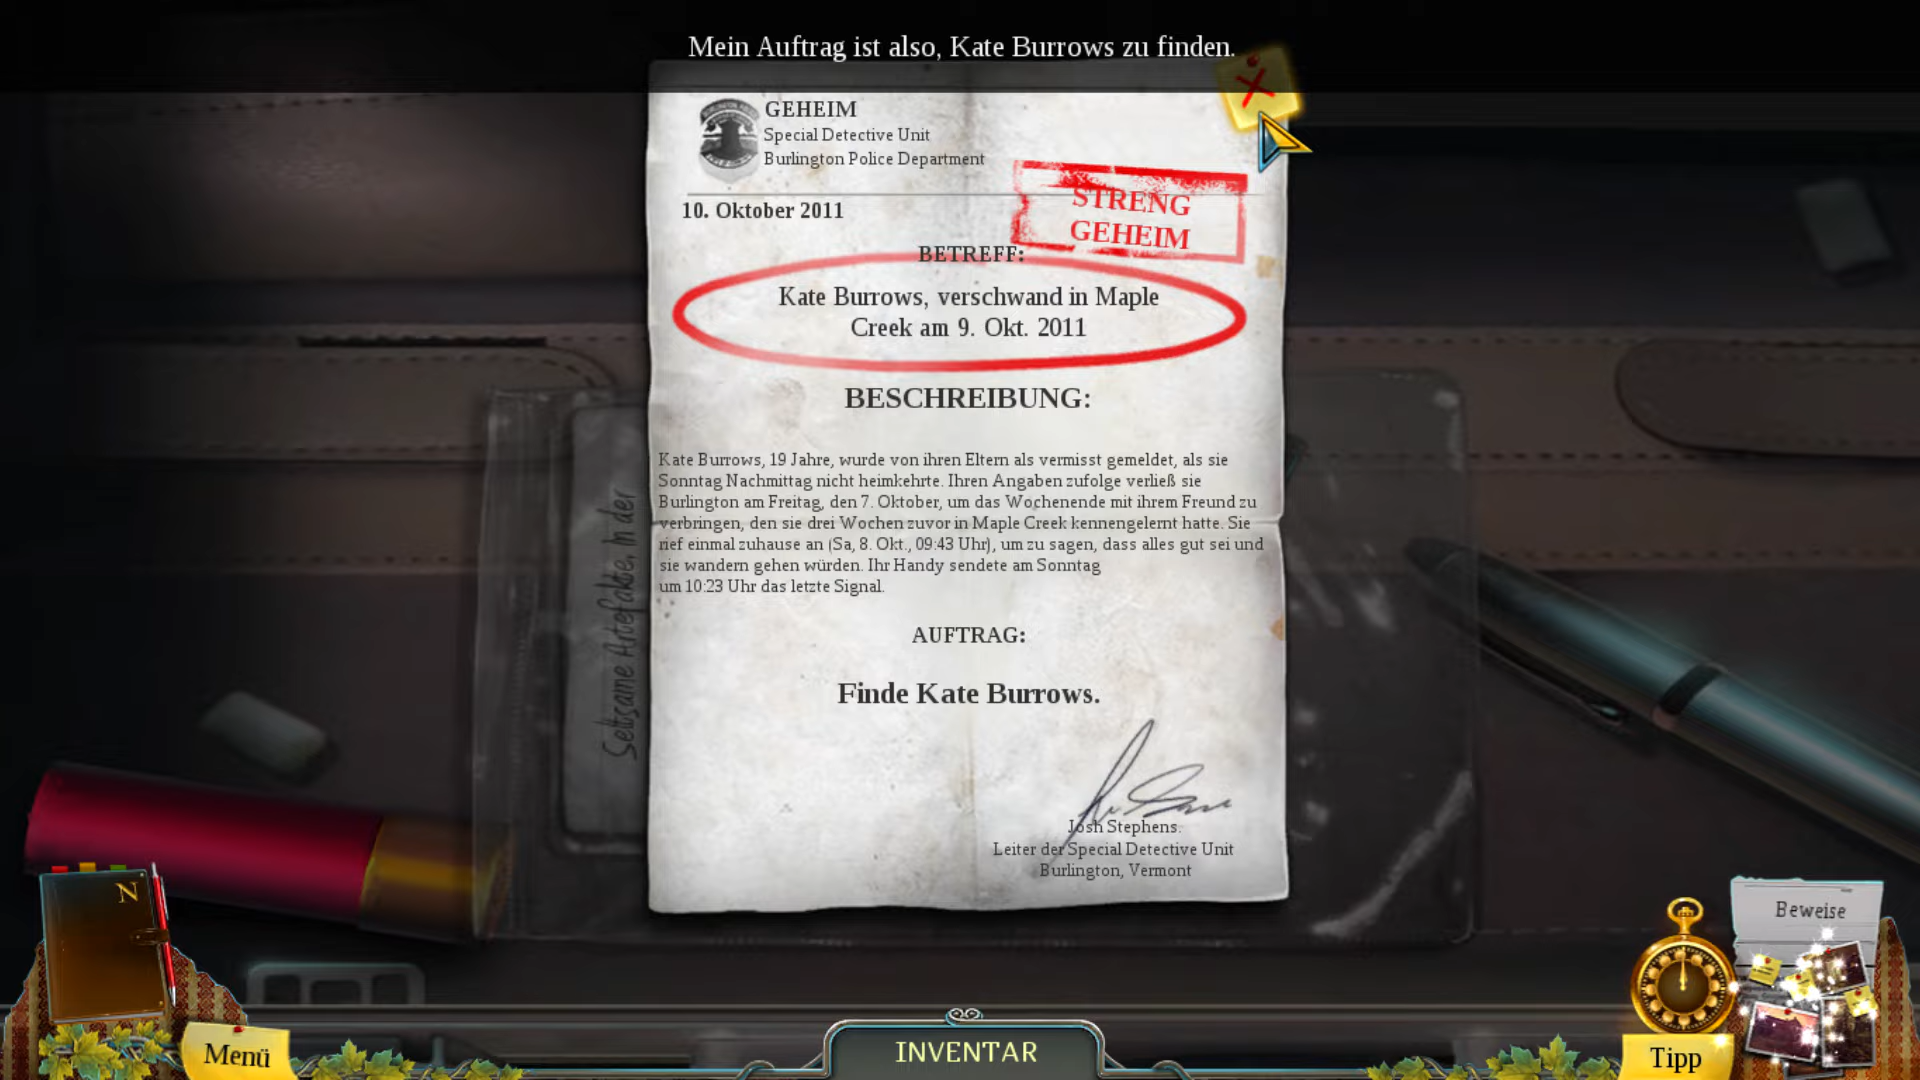 Mein Auftrag ist also, Kate Burrows zu finden.
GEHEIM
Special Detective Unit
Burlington Police Department
STRENG
GEHEIM
10. Oktober 2011
BETREFF:
Kate Burrows, verschwand in Maple
Creek am 9. Okt. 2011
BESCHREIBUNG:
Kate Burrows, 19 Jahre, wurde von ihren Eltern als vermisst gemeldet, als sie
Sonntag Nachmittag nicht heimkehrte. Ihren Angaben zufolge verließ sie
Burlington am Freitag, den 7. Oktober, um das Wochenende mit ihrem Freund zu
verbringen, den sie drei Wochen zuvor in Maple Creek kennengelernt hatte. Sie
rief einmal zuhause an (Sa, 8. Okt., 09:43 Uhr), um zu sagen, dass alles gut sei und
sie wandern gehen würden. Ihr Handy sendete am Sonntag
um 10:23 Uhr das letzte Signal.
AUFTRAG:
Finde Kate Burrows.
Josh Stephens.
Leiter der Special Detective Unit
Burlington, Vermont
Seltsame Artefakte. In der
N
Menü
INVENTAR
Tipp
Beweise